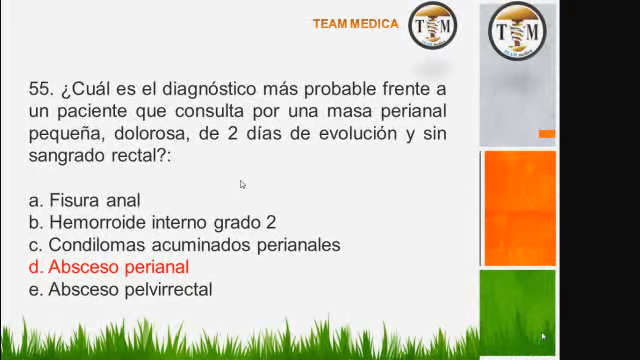 TEAM MEDICA
T M
T M
55. ¿Cuál es el diagnóstico más probable frente a
un paciente que consulta por una masa perianal
pequeña, dolorosa, de 2 días de evolución y sin
sangrado rectal?:
a. Fisura anal
b. Hemorroide interno grado 2
c. Condilomas acuminados perianales
d. Absceso perianal
e. Absceso pelvirrectal